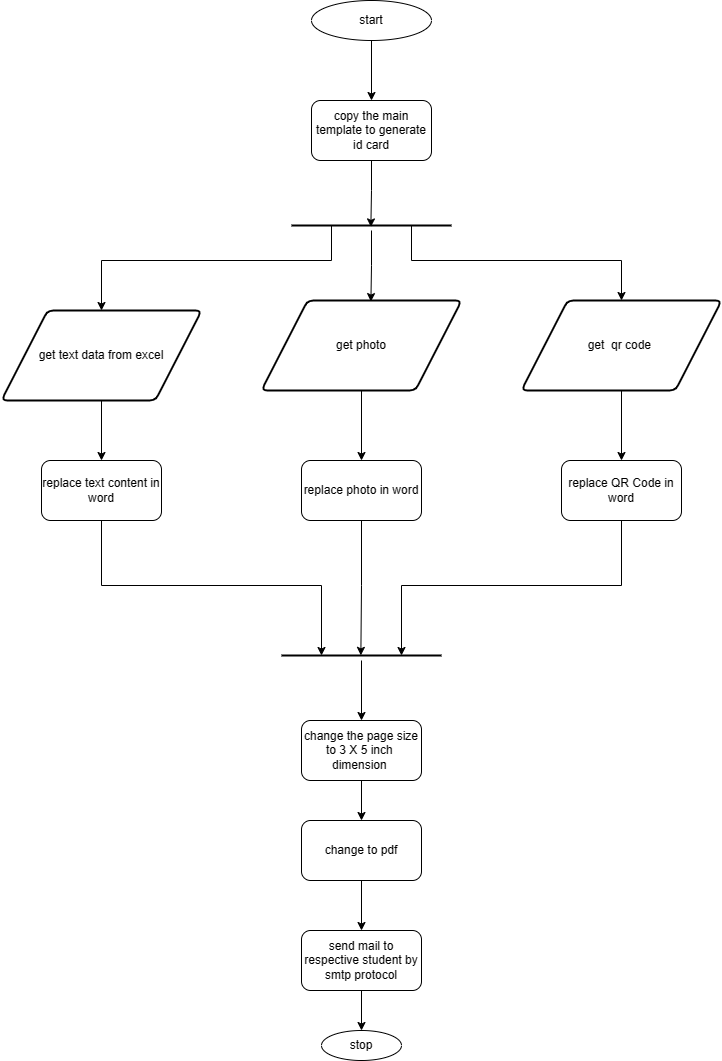 start
copy the main
template to generate
id card
get text data from excel
get photo
get qr code
replace text content in
word
replace photo in word
replace QR Code in
word
change the page size
to 3 X 5 inch
dimension
change to pdf
send mail to
respective student by
smtp protocol
stop